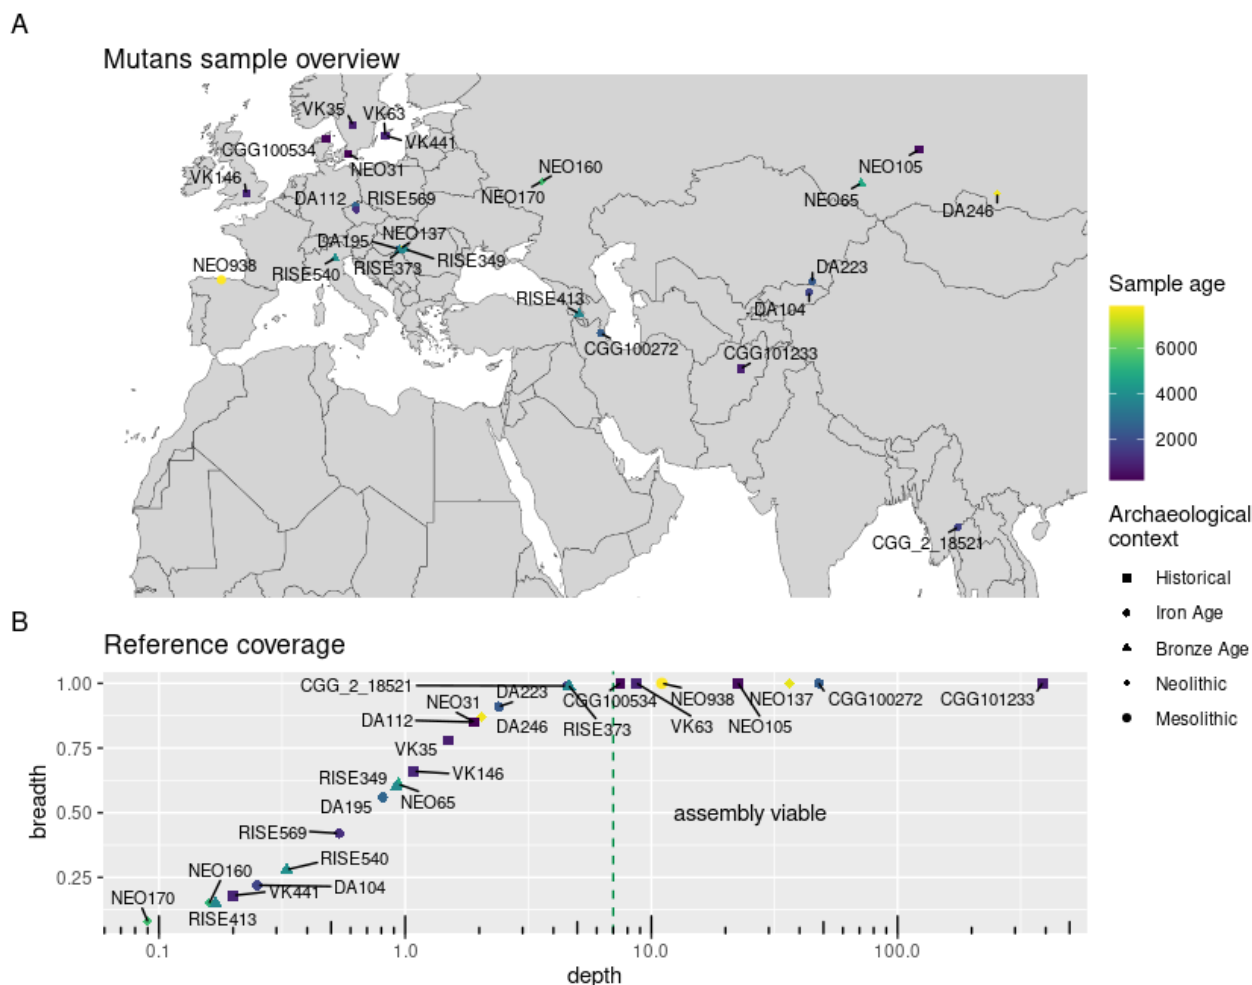 A
Mutans sample overview
VK35
VK63
CGG100534
VK441
NEO31
VK146
NEO160
NEO170
NEO105
NEO65
DA246
DA112
RISE569
DA195
NEO137
RISE349
RISE373
RISE540
NEO938
RISE413
CGG100272
DA223
DA104
CGG101233
CGG_2_18521
Sample age
6000
4000
2000
Archaeological
context
Historical
Iron Age
Bronze Age
Neolithic
Mesolithic
B
Reference coverage
breadth
1.00
0.75
0.50
0.25
CGG_2_18521
DA223
NEO31
DA112
DA246
RISE373
CGG100534
NEO938
VK63
NEO137
NEO105
CGG100272
CGG101233
VK35
VK146
RISE349
NEO65
DA195
assembly viable
RISE569
RISE540
NEO160
DA104
VK441
NEO170
RISE413
0.1
1.0
10.0
100.0
depth